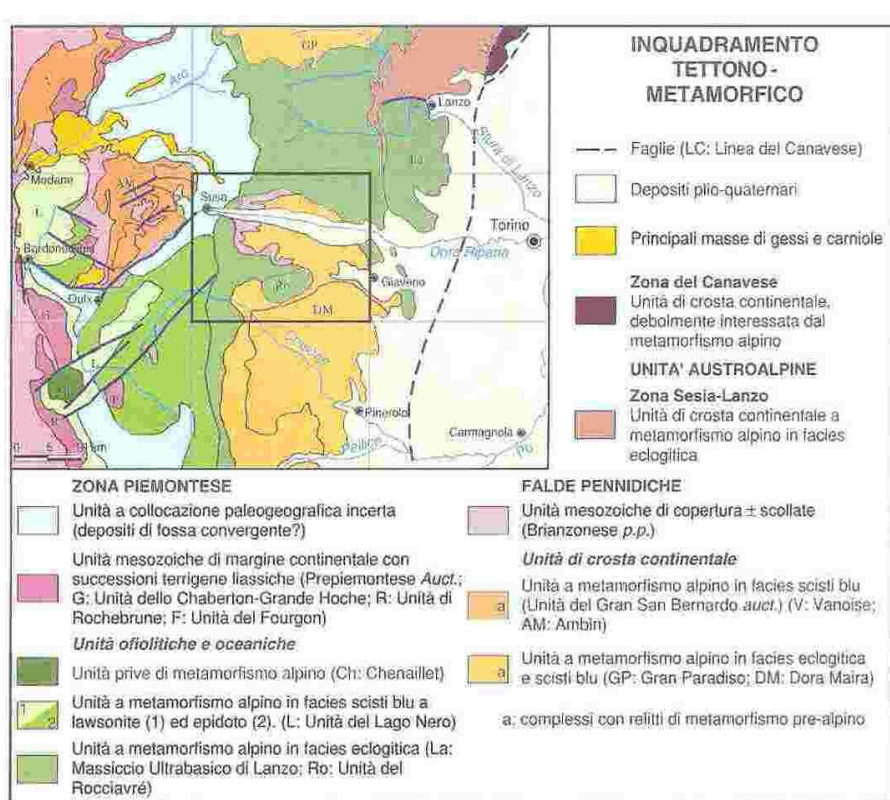 INQUADRAMENTO
TETTONO-
METAMORFICO
Faglie (LC: Linea del Canavese)
Depositi plio-quaternari
Principali masse di gessi e carniole
Zona del Canavese
Unità di crosta continentale,
debolmente interessata dal
metamorfismo alpino
UNITA' AUSTROALPINE
Zona Sesia-Lanzo
Unità di crosta continentale a
metamorfismo alpino in facies
eclogitica
GP
Arc
Lanzo
La
Stura di Lanzo
Modane
L
Susa
Torino
Bardonecchia
Dora Riparia
Oulx
Ro
Giaveno
DM
Chisone
Pinerolo
Carmagnola
Pellice
Po
0 5 10 km
ZONA PIEMONTESE
Unità a collocazione paleogeografica incerta
(depositi di fossa convergente?)
Unità mesozoiche di margine continentale con
successioni terrigene liassiche (Prepiemontese Auct.;
G: Unità dello Chaberton-Grande Hoche; R: Unità di
Rochebrune; F: Unità del Fourgon)
Unità ofiolitiche e oceaniche
Unità prive di metamorfismo alpino (Ch: Chenaillet)
1
2
Unità a metamorfismo alpino in facies scisti blu a
lawsonite (1) ed epidoto (2). (L: Unità del Lago Nero)
Unità a metamorfismo alpino in facies eclogitica (La:
Massiccio Ultrabasico di Lanzo; Ro: Unità del
Rocciavré)
FALDE PENNIDICHE
Unità mesozoiche di copertura ± scollate
(Brianzonese p.p.)
Unità di crosta continentale
a
Unità a metamorfismo alpino in facies scisti blu
(Unità del Gran San Bernardo auct.) (V: Vanoise;
AM: Ambin)
a
Unità a metamorfismo alpino in facies eclogitica
e scisti blu (GP: Gran Paradiso; DM: Dora Maira)
a: complessi con relitti di metamorfismo pre-alpino